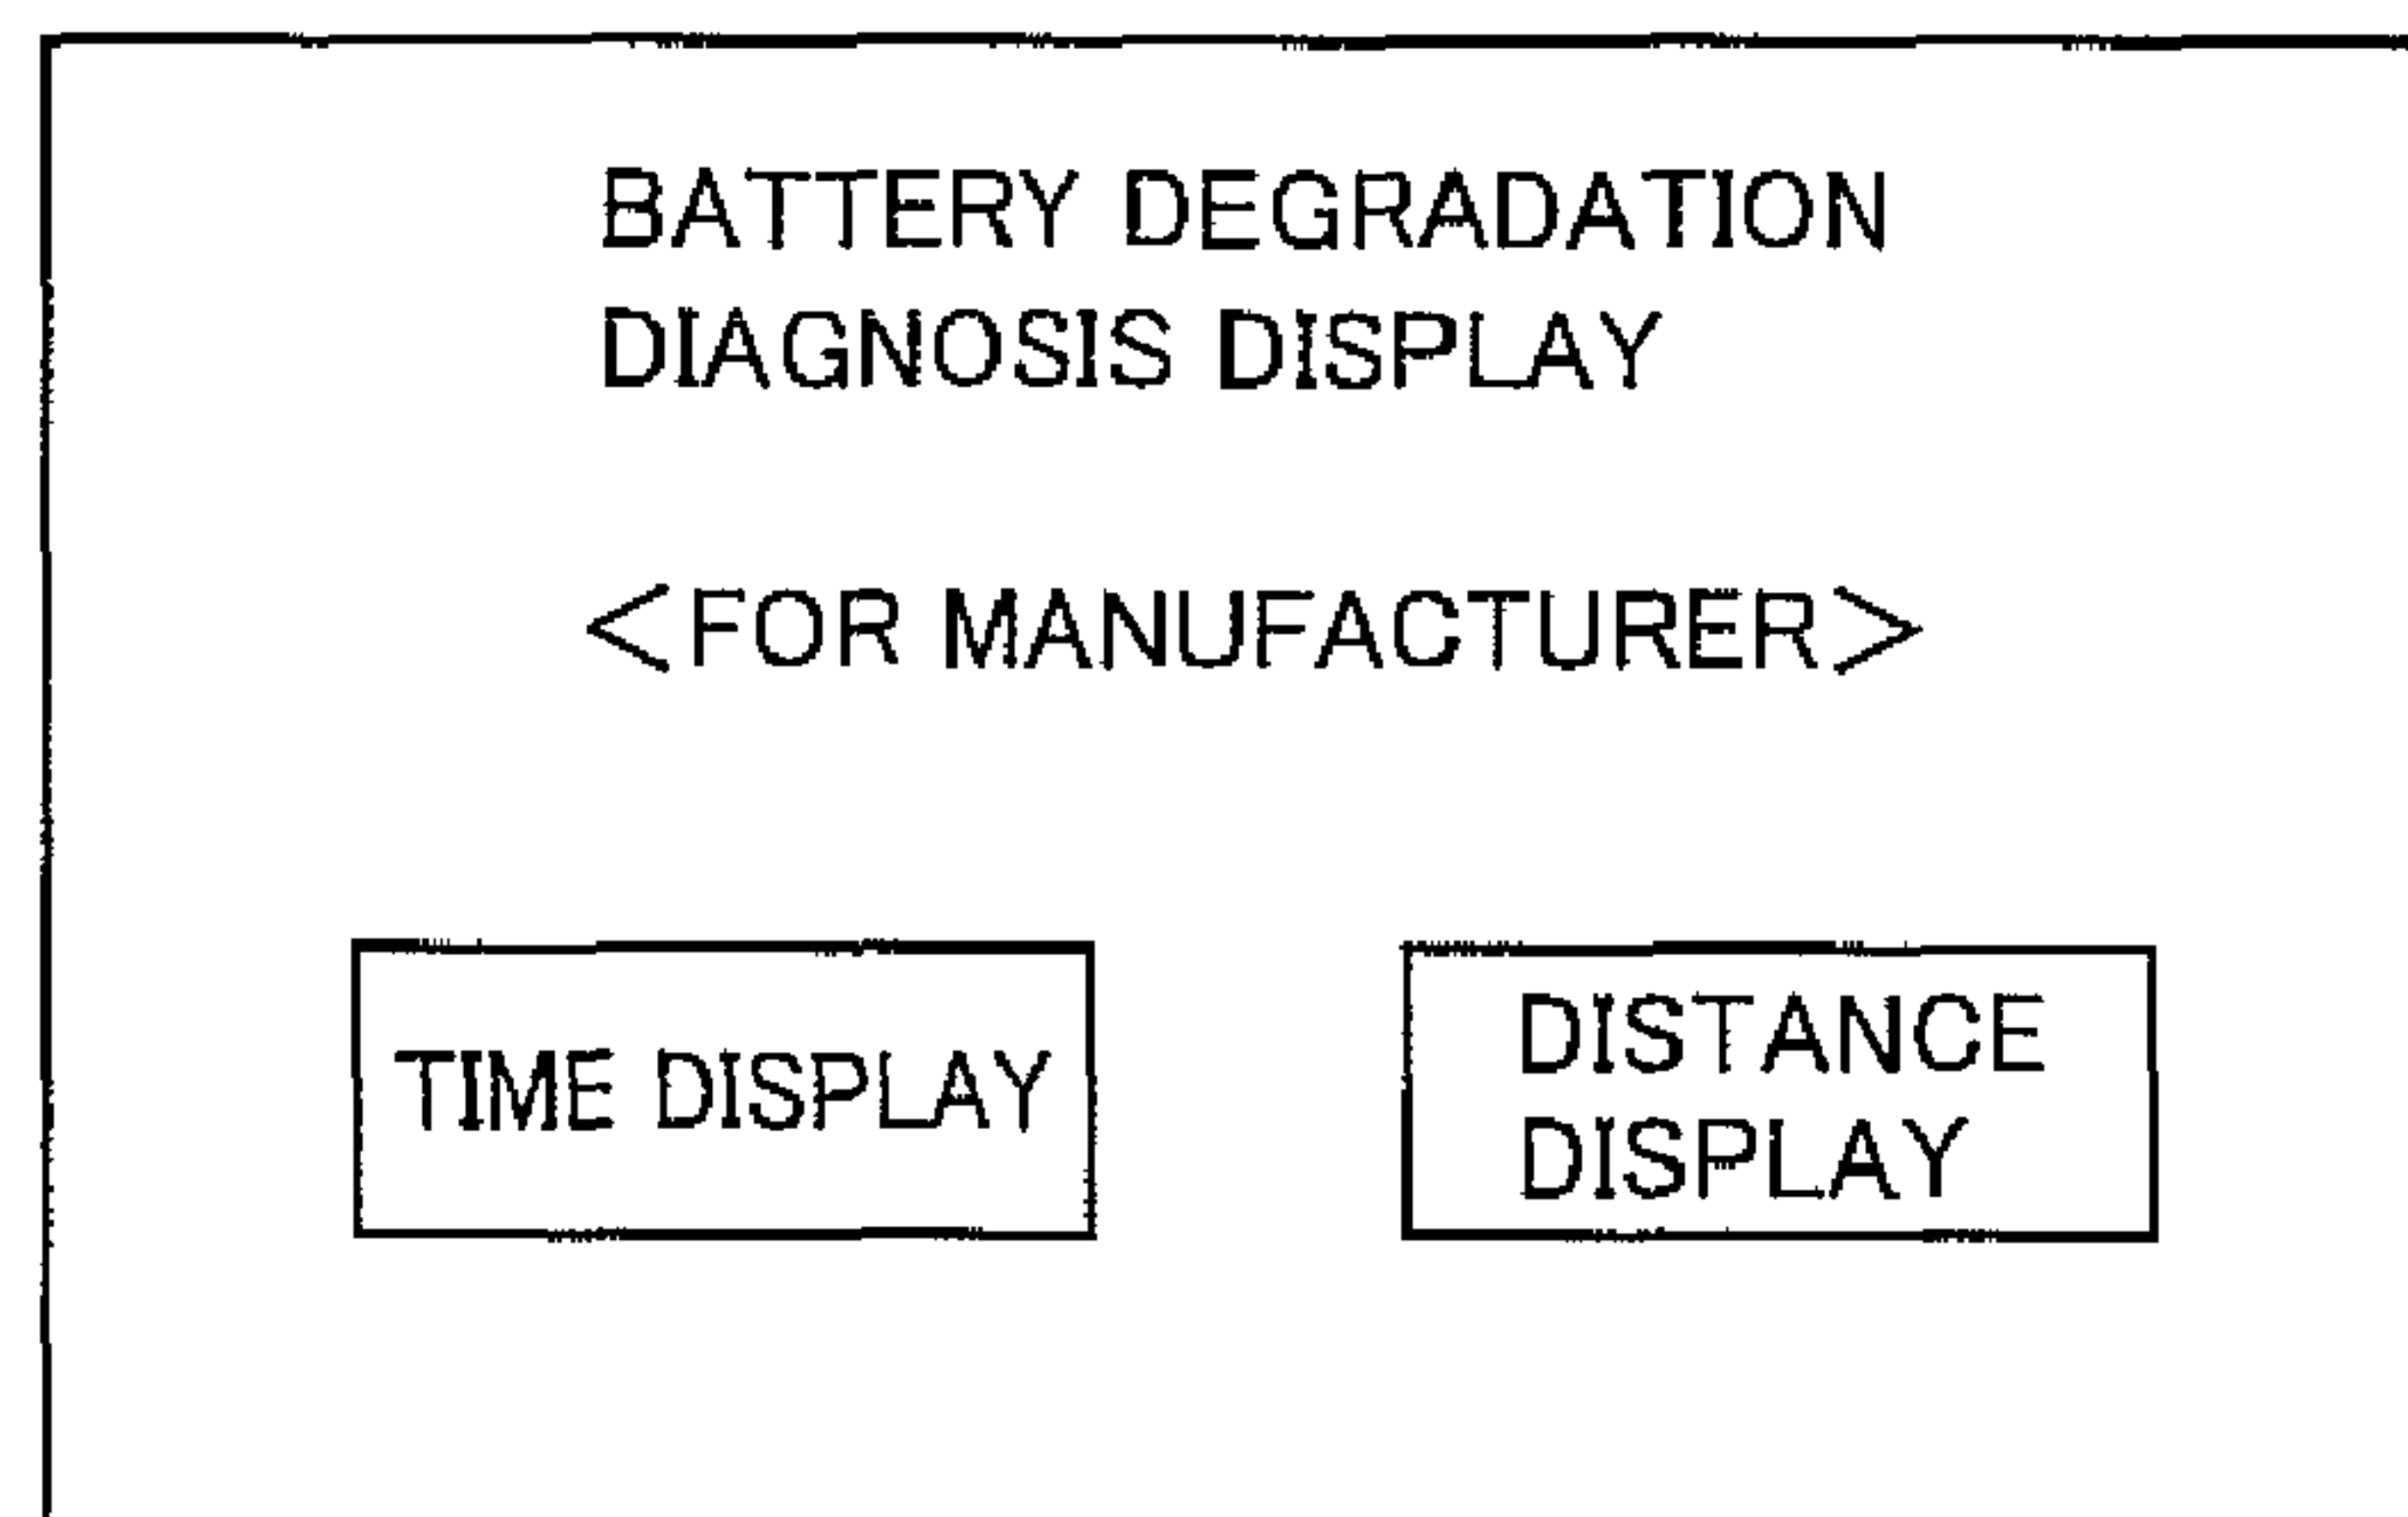 BATTERY DEGRADATION
DIAGNOSIS DISPLAY
<FOR MANUFACTURER>
TIME DISPLAY
DISTANCE
DISPLAY